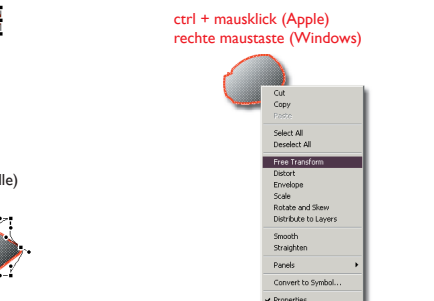 ctrl + mausklick (Apple)
rechte maustaste (Windows)
Cut
Copy
Paste
Select All
Deselect All
Free Transform
Distort
Envelope
Scale
Rotate and Skew
Distribute to Layers
Smooth
Straighten
Panels
Convert to Symbol...
Properties